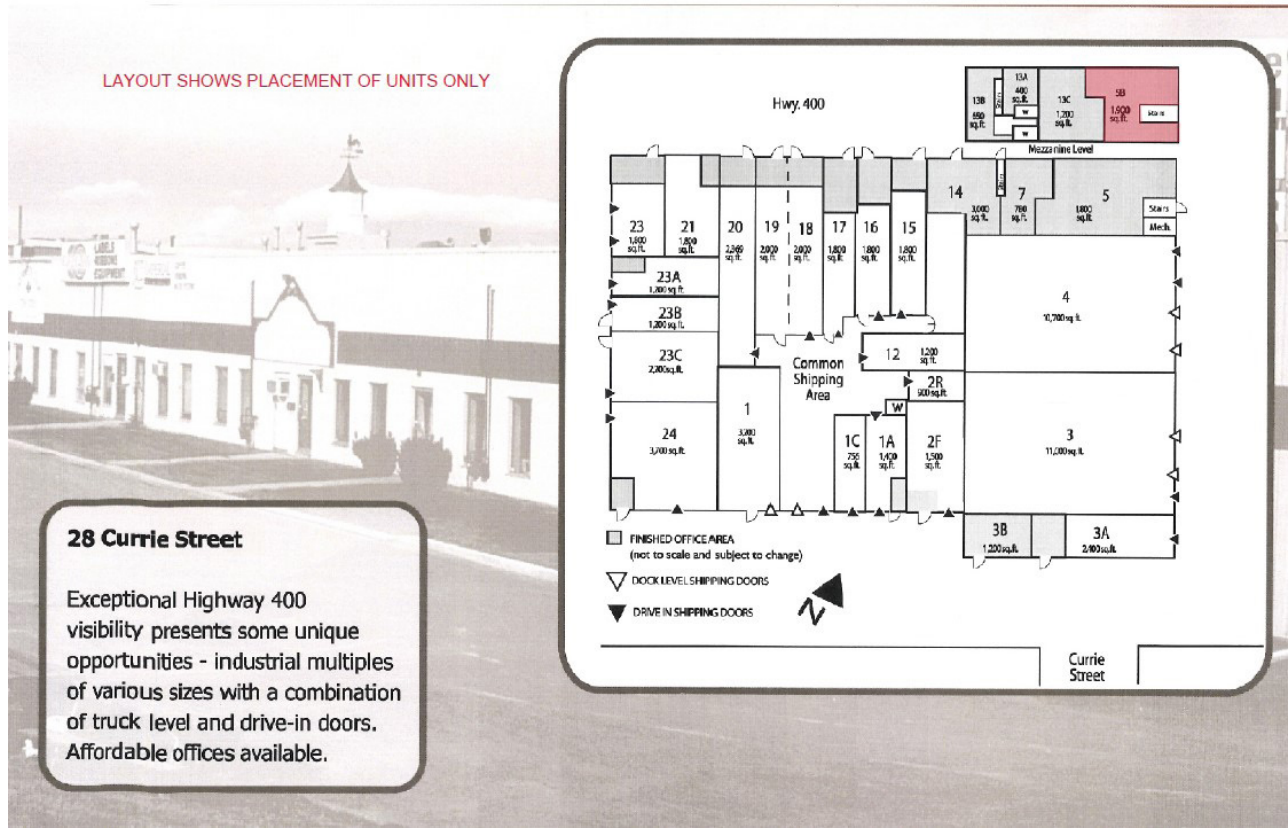 LAYOUT SHOWS PLACEMENT OF UNITS ONLY
LABELS
RIBBONS
EQUIPMENT
28 Currie Street
Exceptional Highway 400
visibility presents some unique
opportunities - industrial multiples
of various sizes with a combination
of truck level and drive-in doors.
Affordable offices available.
Hwy. 400
13B
650
sq.ft.
Stairs
13A
400
sq.ft.
W
W
13C
1,200
sq.ft.
5B
1,900
sq.ft.
Stairs
Mezzanine Level
23
1,800
sq.ft.
21
1,800
sq.ft.
20
2,369
sq.ft.
19
2,000
sq.ft.
18
2,000
sq.ft.
17
1,800
sq.ft.
16
1,800
sq.ft.
15
1,800
sq.ft.
14
3,000
sq.ft.
Stairs
7
780
sq.ft.
5
1,800
sq.ft.
Stairs
Mech.
23A
1,200 sq.ft.
23B
1,200 sq.ft.
23C
2,200 sq.ft.
24
3,700 sq.ft.
1
3,200
sq.ft.
Common
Shipping
Area
12
1,200
sq.ft.
2R
900 sq.ft.
W
1C
756
sq.ft.
1A
1,400
sq.ft.
2F
1,500
sq.ft.
4
10,700 sq.ft.
3
11,000 sq.ft.
3B
1,200 sq.ft.
3A
2,400 sq.ft.
FINISHED OFFICE AREA
(not to scale and subject to change)
DOCK LEVEL SHIPPING DOORS
DRIVE IN SHIPPING DOORS
N
Currie
Street